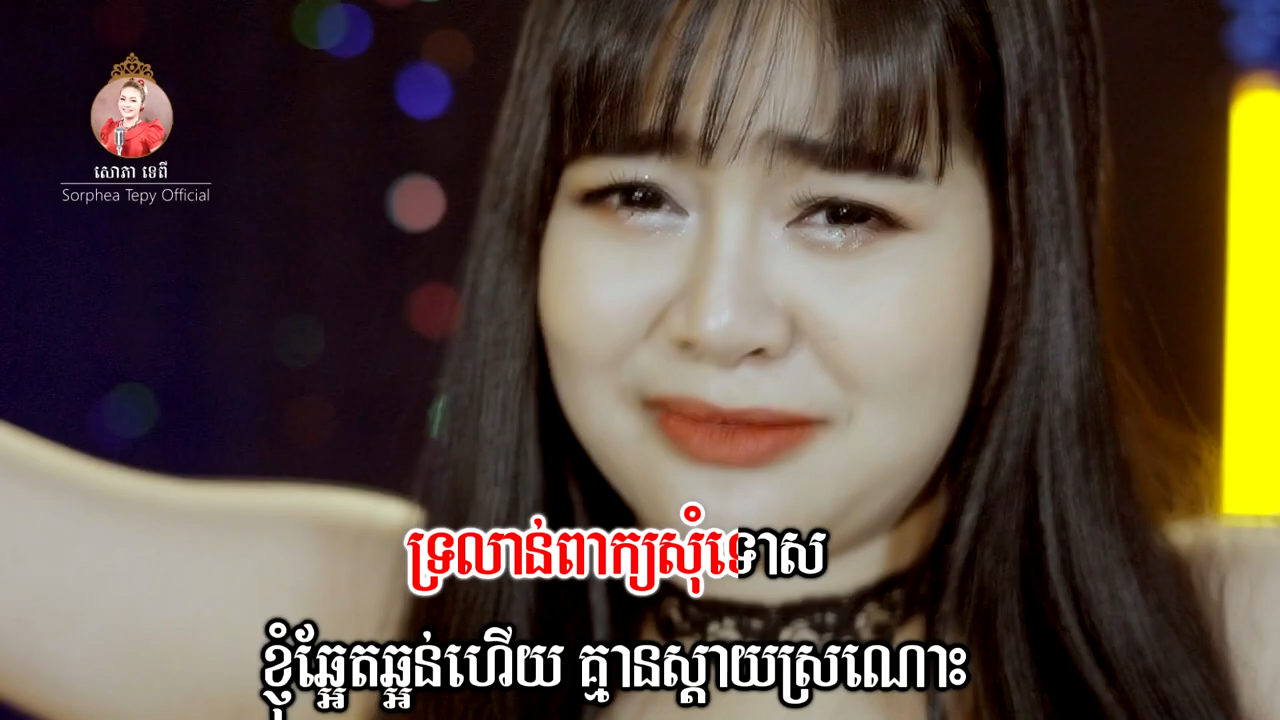 សោភា ទេពី
Sorphea Tepy Official
ទ្រលាន់ពាក្យសុំទោស
ខ្ញុំឆ្អែតឆ្អន់ហើយ គ្មានស្ដាយស្រណោះ